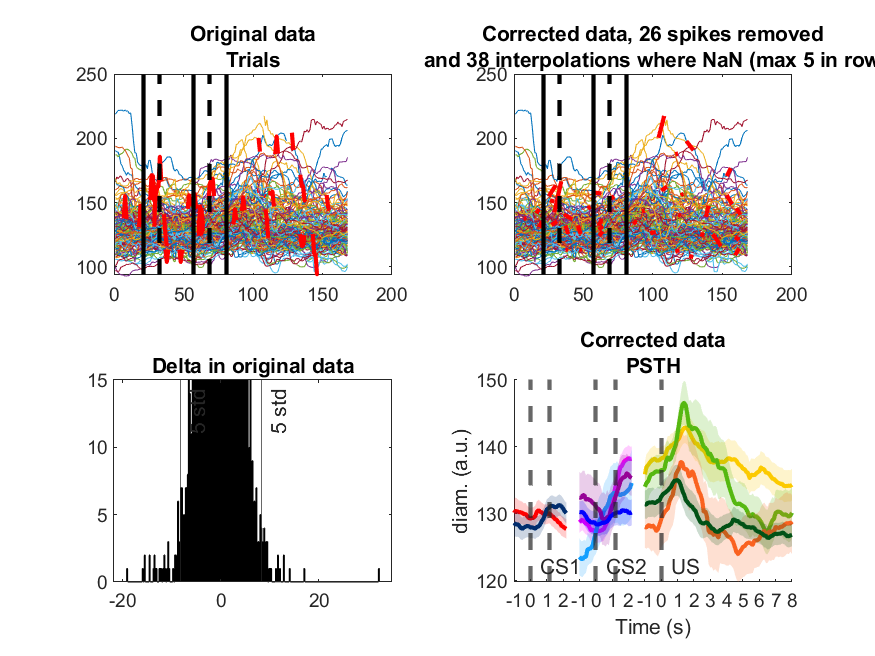 Original data
Trials
250
200
150
100
0 50 100 150 200
Corrected data, 26 spikes removed
and 38 interpolations where NaN (max 5 in row
250
200
150
100
0 50 100 150 200
Delta in original data
15
10
5
0
-20 0 20
5 std
5 std
Corrected data
PSTH
150
140
130
120
diam. (a.u.)
CS1 CS2 US
-1 0 1 2 -1 0 1 2 -1 0 1 2 3 4 5 6 7 8
Time (s)